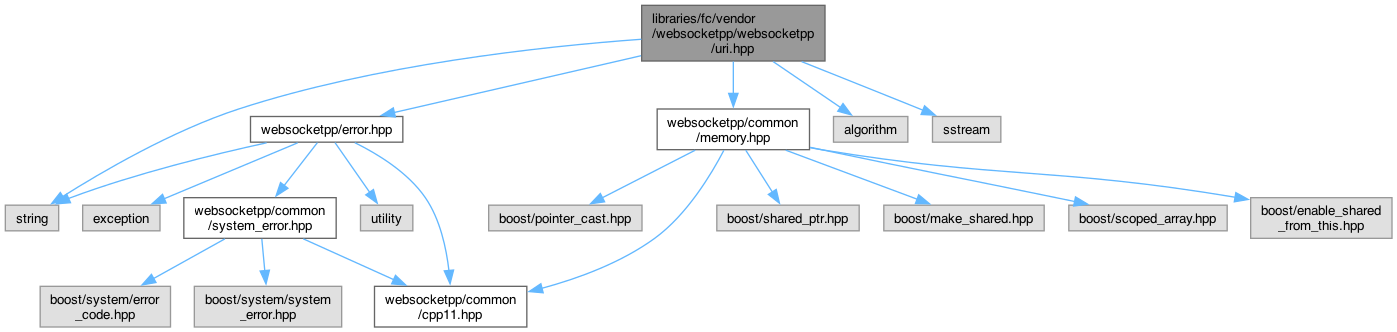 libraries/fc/vendor
/websocketpp/websocketpp
/uri.hpp
websocketpp/error.hpp
websocketpp/common
/memory.hpp
algorithm
sstream
string
exception
websocketpp/common
/system_error.hpp
utility
boost/pointer_cast.hpp
boost/shared_ptr.hpp
boost/make_shared.hpp
boost/scoped_array.hpp
boost/enable_shared
_from_this.hpp
boost/system/error
_code.hpp
boost/system/system
_error.hpp
websocketpp/common
/cpp11.hpp